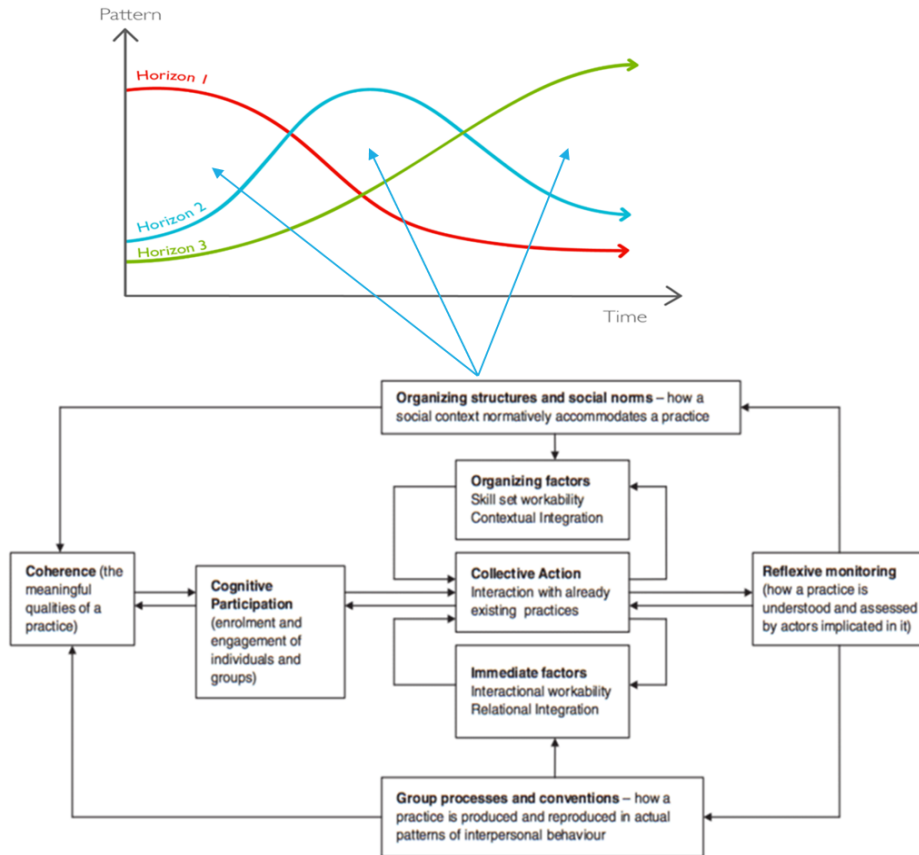 Pattern
Horizon 1
Horizon 2
Horizon 3
Time
Organizing structures and social norms – how a
social context normatively accommodates a practice
Organizing factors
Skill set workability
Contextual Integration
Coherence (the
meaningful
qualities of a
practice)
Cognitive
Participation
(enrolment and
engagement of
individuals and
groups)
Collective Action
Interaction with already
existing practices
Reflexive monitoring
(how a practice is
understood and assessed
by actors implicated in it)
Immediate factors
Interactional workability
Relational Integration
Group processes and conventions – how a
practice is produced and reproduced in actual
patterns of interpersonal behaviour